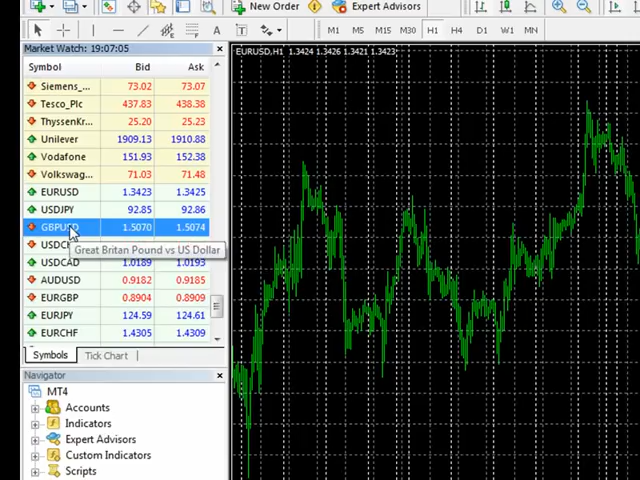 New Order
Expert Advisors
A
T
M1 M5 M15 M30 H1 H4 D1 W1 MN
Market Watch: 19:07:05
EURUSD,H1 1.3424 1.3426 1.3421 1.3423
Symbol Bid Ask
Siemens_... 73.02 73.07
Tesco_Plc 437.83 438.38
ThyssenKr... 25.20 25.23
Unilever 1909.13 1910.88
Vodafone 151.93 152.38
Volkswag... 71.03 71.48
EURUSD 1.3423 1.3425
USDJPY 92.85 92.86
GBPUSD 1.5070 1.5074
USDCH
Great Britan Pound vs US Dollar
USDCAD 1.0189 1.0193
AUDUSD 0.9182 0.9185
EURGBP 0.8904 0.8909
EURJPY 124.59 124.61
EURCHF 1.4305 1.4309
Symbols Tick Chart
Navigator
MT4
Accounts
Indicators
Expert Advisors
Custom Indicators
Scripts